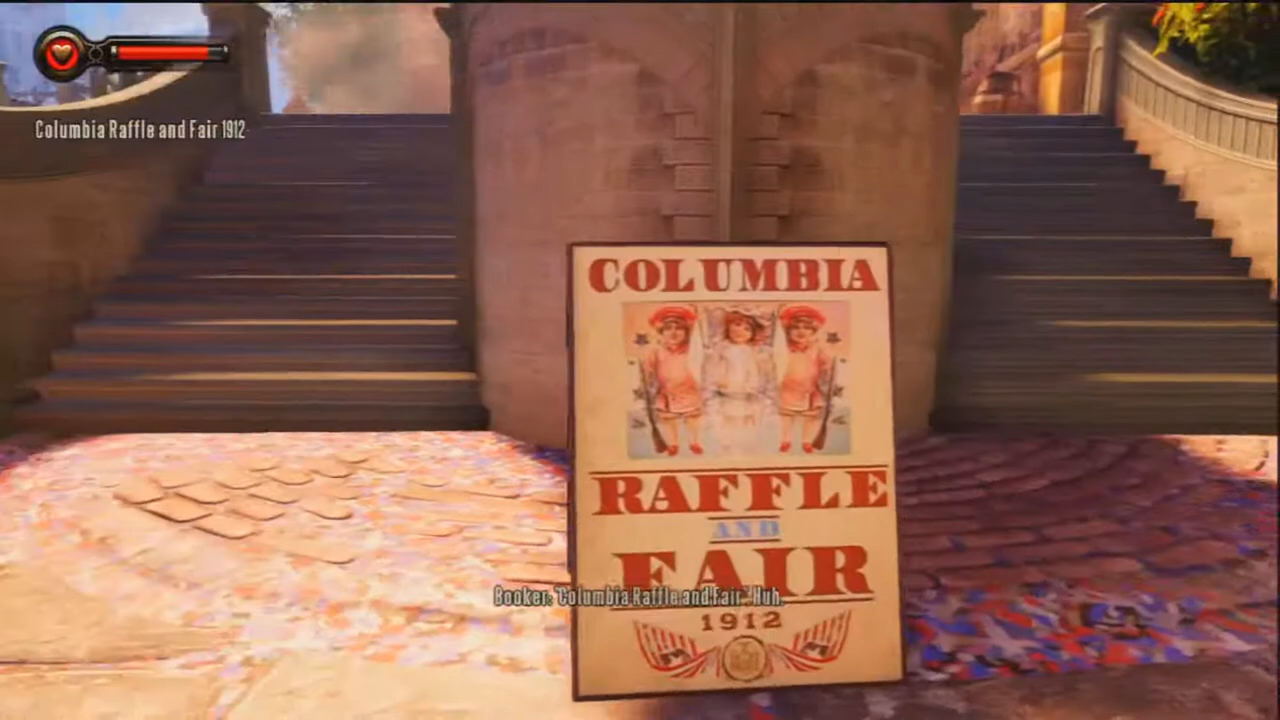 Columbia Raffle and Fair 1912
COLUMBIA
RAFFLE
AND
FAIR
Booker: "Columbia Raffle and Fair." Huh.
1912